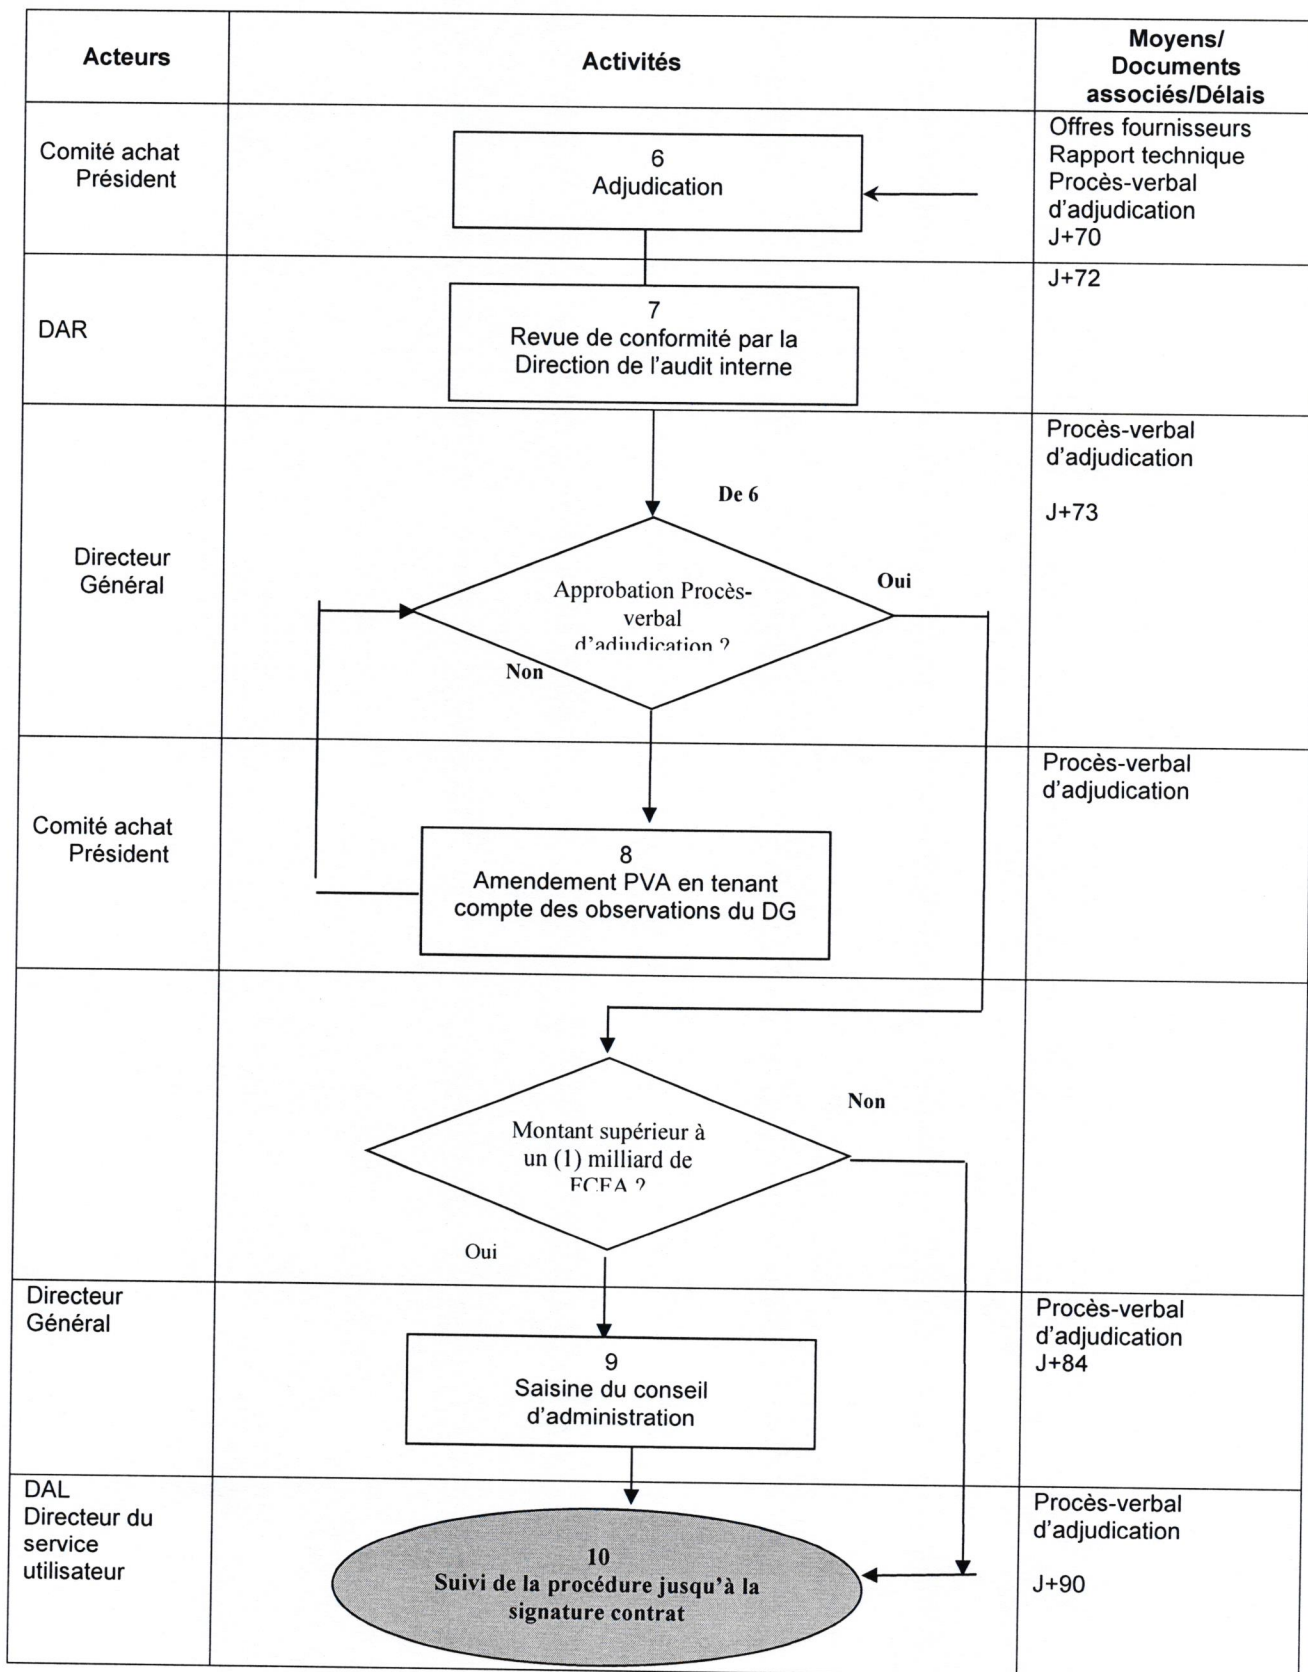 Acteurs
Activités
Moyens/
Documents
associés/Délais
Comité achat
Président
6
Adjudication
Offres fournisseurs
Rapport technique
Procès-verbal
d'adjudication
J+70
DAR
7
Revue de conformité par la
Direction de l'audit interne
J+72
Directeur
Général
De 6
Approbation Procès-
verbal
d'adjudication ?
Oui
Non
Procès-verbal
d'adjudication
J+73
Comité achat
Président
8
Amendement PVA en tenant
compte des observations du DG
Procès-verbal
d'adjudication
Montant supérieur à
un (1) milliard de
FCFA ?
Non
Oui
Directeur
Général
9
Saisine du conseil
d'administration
Procès-verbal
d'adjudication
J+84
DAL
Directeur du
service
utilisateur
10
Suivi de la procédure jusqu'à la
signature contrat
Procès-verbal
d'adjudication
J+90